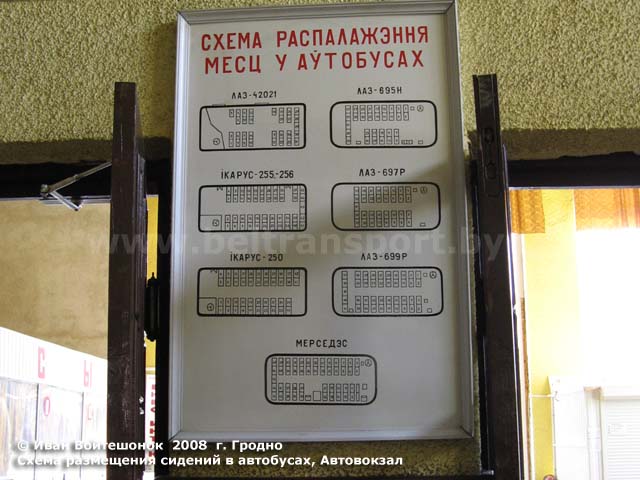 СХЕМА РАСПАЛАЖЭННЯ
МЕСЦ У АЎТОБУСАХ
ЛАЗ-42021
ЛАЗ-695Н
ІКАРУС-255,-256
ЛАЗ-697Р
www.beltransport.by
ІКАРУС-250
ЛАЗ-699Р
МЕРСЕДЭС
© Иван Войтешонок 2008 г. Гродно
Схема размещения сидений в автобусах, Автовокзал